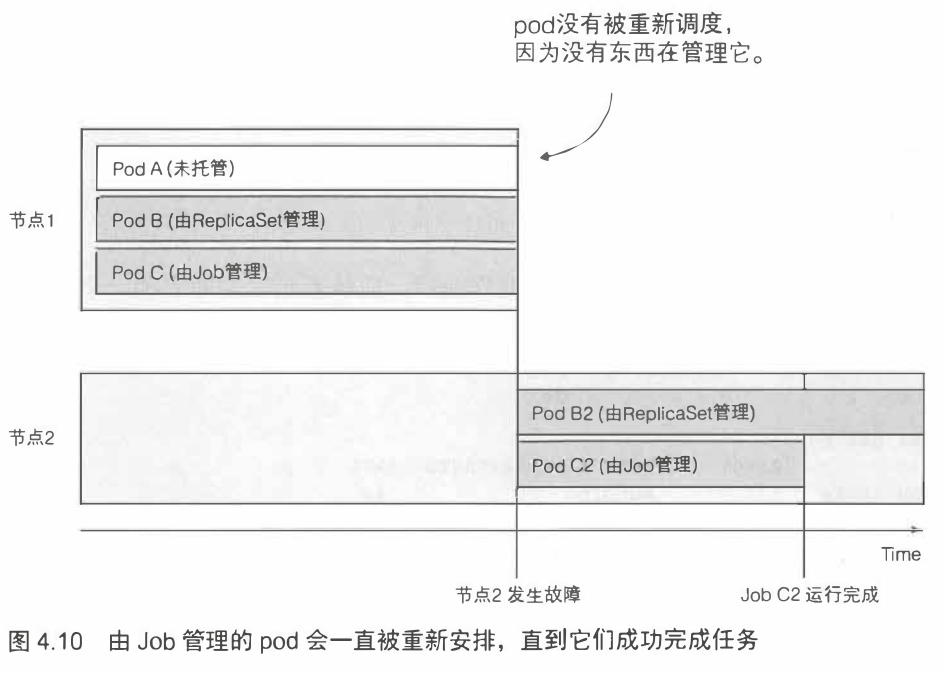 pod没有被重新调度，
因为没有东西在管理它。
节点1
Pod A (未托管)
Pod B (由ReplicaSet管理)
Pod C (由Job管理)
节点2
Pod B2 (由ReplicaSet管理)
Pod C2 (由Job管理)
Time
节点2 发生故障
Job C2 运行完成
图 4.10 由 Job 管理的 pod 会一直被重新安排，直到它们成功完成任务